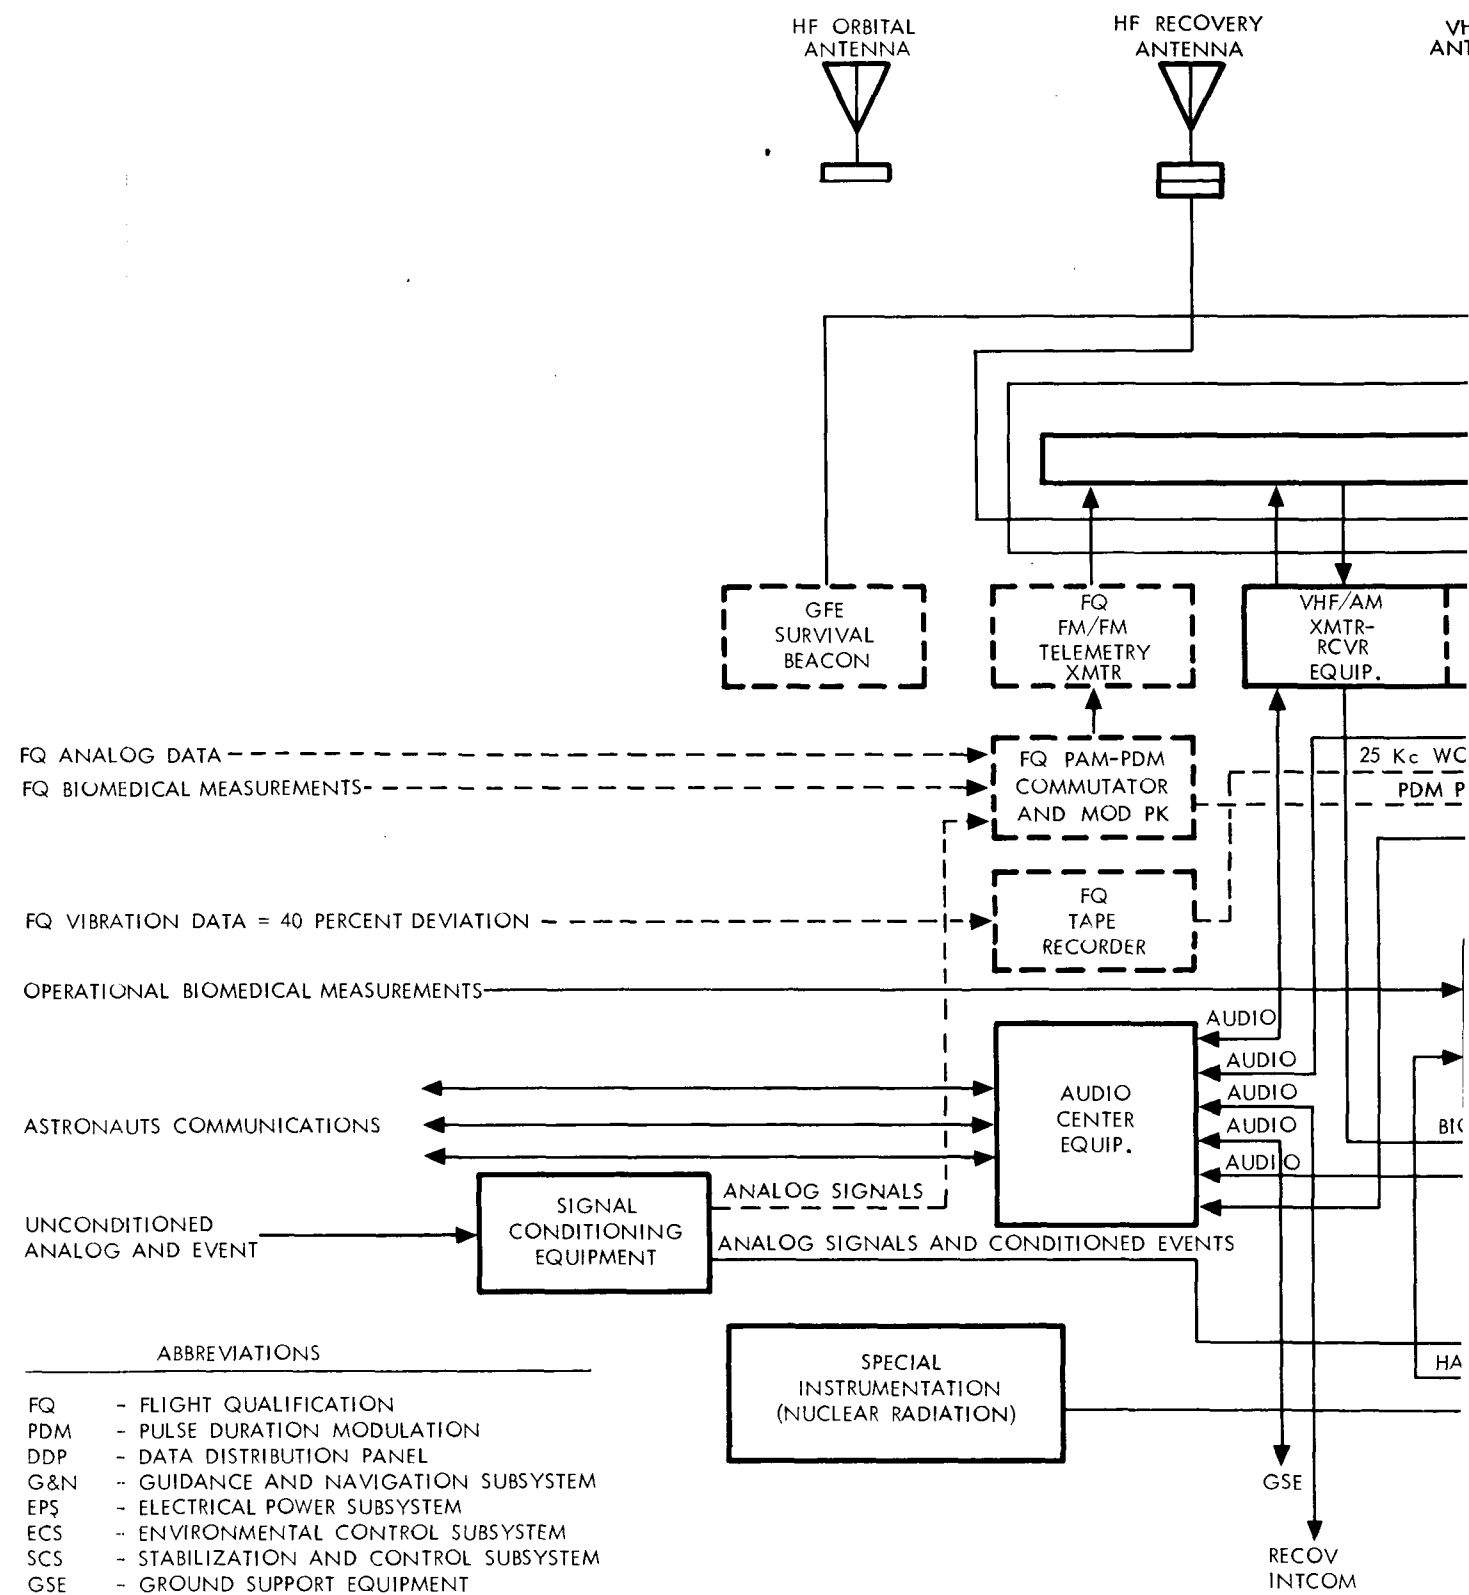 HF ORBITAL
ANTENNA
HF RECOVERY
ANTENNA
GFE
SURVIVAL
BEACON
FQ
FM/FM
TELEMETRY
XMTR
VHF/AM
XMTR-
RCVR
EQUIP.
FQ ANALOG DATA
FQ BIOMEDICAL MEASUREMENTS
FQ PAM-PDM
COMMUTATOR
AND MOD PK
25 Kc
PDM
FQ VIBRATION DATA = 40 PERCENT DEVIATION
FQ
TAPE
RECORDER
OPERATIONAL BIOMEDICAL MEASUREMENTS
AUDIO
AUDIO
AUDIO
AUDIO
AUDIO
ASTRONAUTS COMMUNICATIONS
AUDIO
CENTER
EQUIP.
UNCONDITIONED
ANALOG AND EVENT
SIGNAL
CONDITIONING
EQUIPMENT
ANALOG SIGNALS
ANALOG SIGNALS AND CONDITIONED EVENTS
SPECIAL
INSTRUMENTATION
(NUCLEAR RADIATION)
GSE
RECOV
INTCOM
ABBREVIATIONS
FQ - FLIGHT QUALIFICATION
PDM - PULSE DURATION MODULATION
DDP - DATA DISTRIBUTION PANEL
G&N - GUIDANCE AND NAVIGATION SUBSYSTEM
EPS - ELECTRICAL POWER SUBSYSTEM
ECS - ENVIRONMENTAL CONTROL SUBSYSTEM
SCS - STABILIZATION AND CONTROL SUBSYSTEM
GSE - GROUND SUPPORT EQUIPMENT